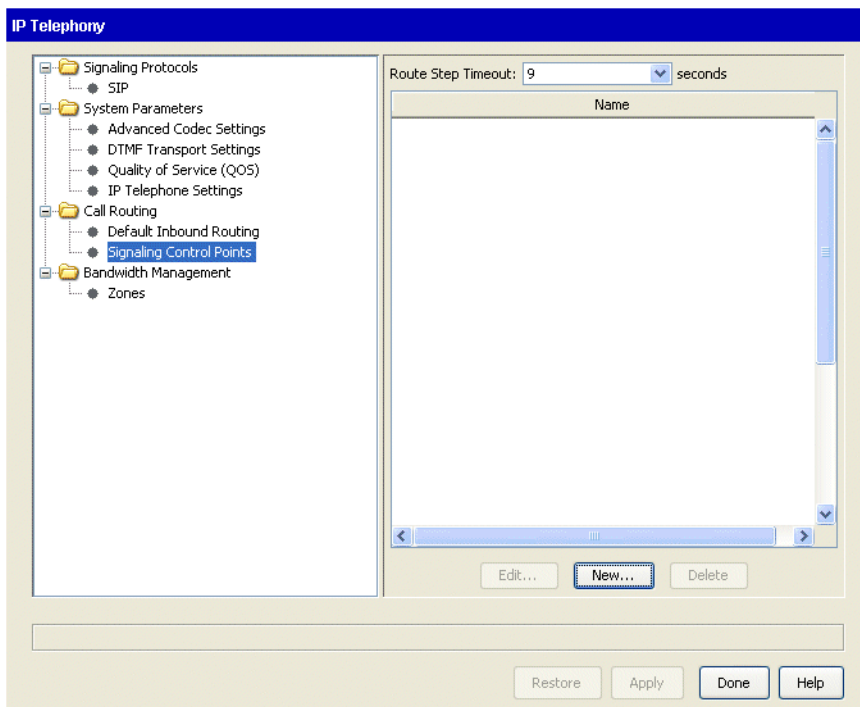 IP Telephony
Signaling Protocols
SIP
System Parameters
Advanced Codec Settings
DTMF Transport Settings
Quality of Service (QOS)
IP Telephone Settings
Call Routing
Default Inbound Routing
Signaling Control Points
Bandwidth Management
Zones
Route Step Timeout: 9 seconds
Name
Edit... New... Delete
Restore Apply Done Help